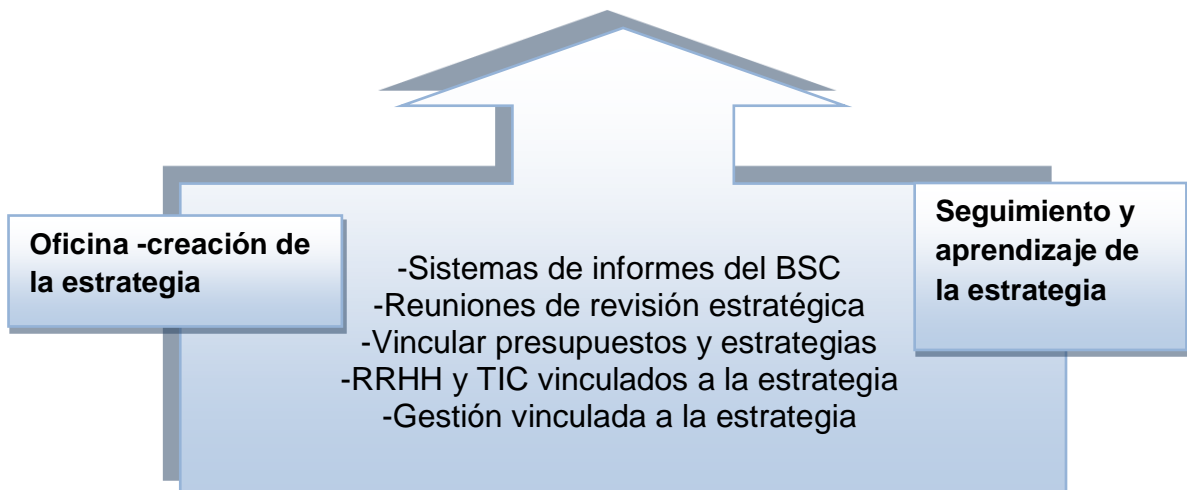 Oficina -creación de
la estrategia
-Sistemas de informes del BSC
-Reuniones de revisión estratégica
-Vincular presupuestos y estrategias
-RRHH y TIC vinculados a la estrategia
-Gestión vinculada a la estrategia
Seguimiento y
aprendizaje de
la estrategia